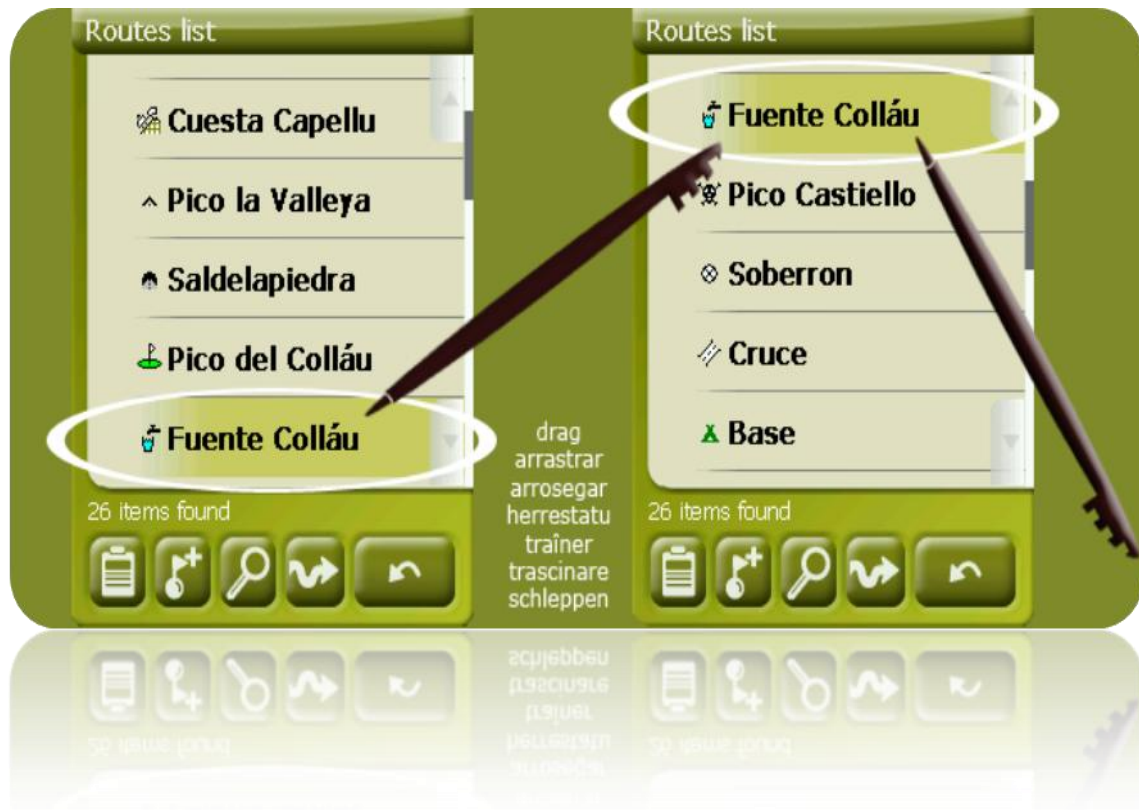 Routes list
Cuesta Capellu
Pico la Valleya
Saldelapiedra
Pico del Colláu
Fuente Colláu
26 items found
drag
arrastrar
arrosegar
herrestatu
traîner
trascinare
schleppen
Routes list
Fuente Colláu
Pico Castiello
Soberron
Cruce
Base
26 items found